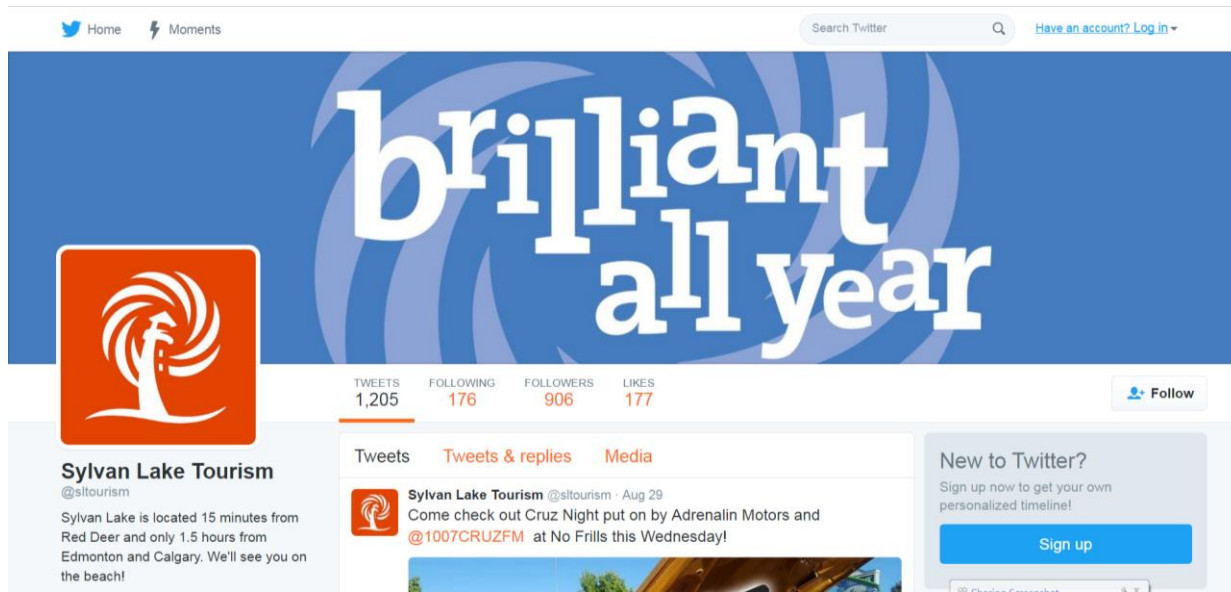 Home
Moments
Search Twitter
Have an account? Log in
brilliant
all year
TWEETS
1,205
FOLLOWING
176
FOLLOWERS
906
LIKES
177
Follow
Sylvan Lake Tourism
@sltourism
Sylvan Lake is located 15 minutes from
Red Deer and only 1.5 hours from
Edmonton and Calgary. We'll see you on
the beach!
Tweets Tweets & replies Media
Sylvan Lake Tourism @sltourism · Aug 29
Come check out Cruz Night put on by Adrenalin Motors and
@1007CRUZFM at No Frills this Wednesday!
New to Twitter?
Sign up now to get your own
personalized timeline!
Sign up
Sharing Screenshot